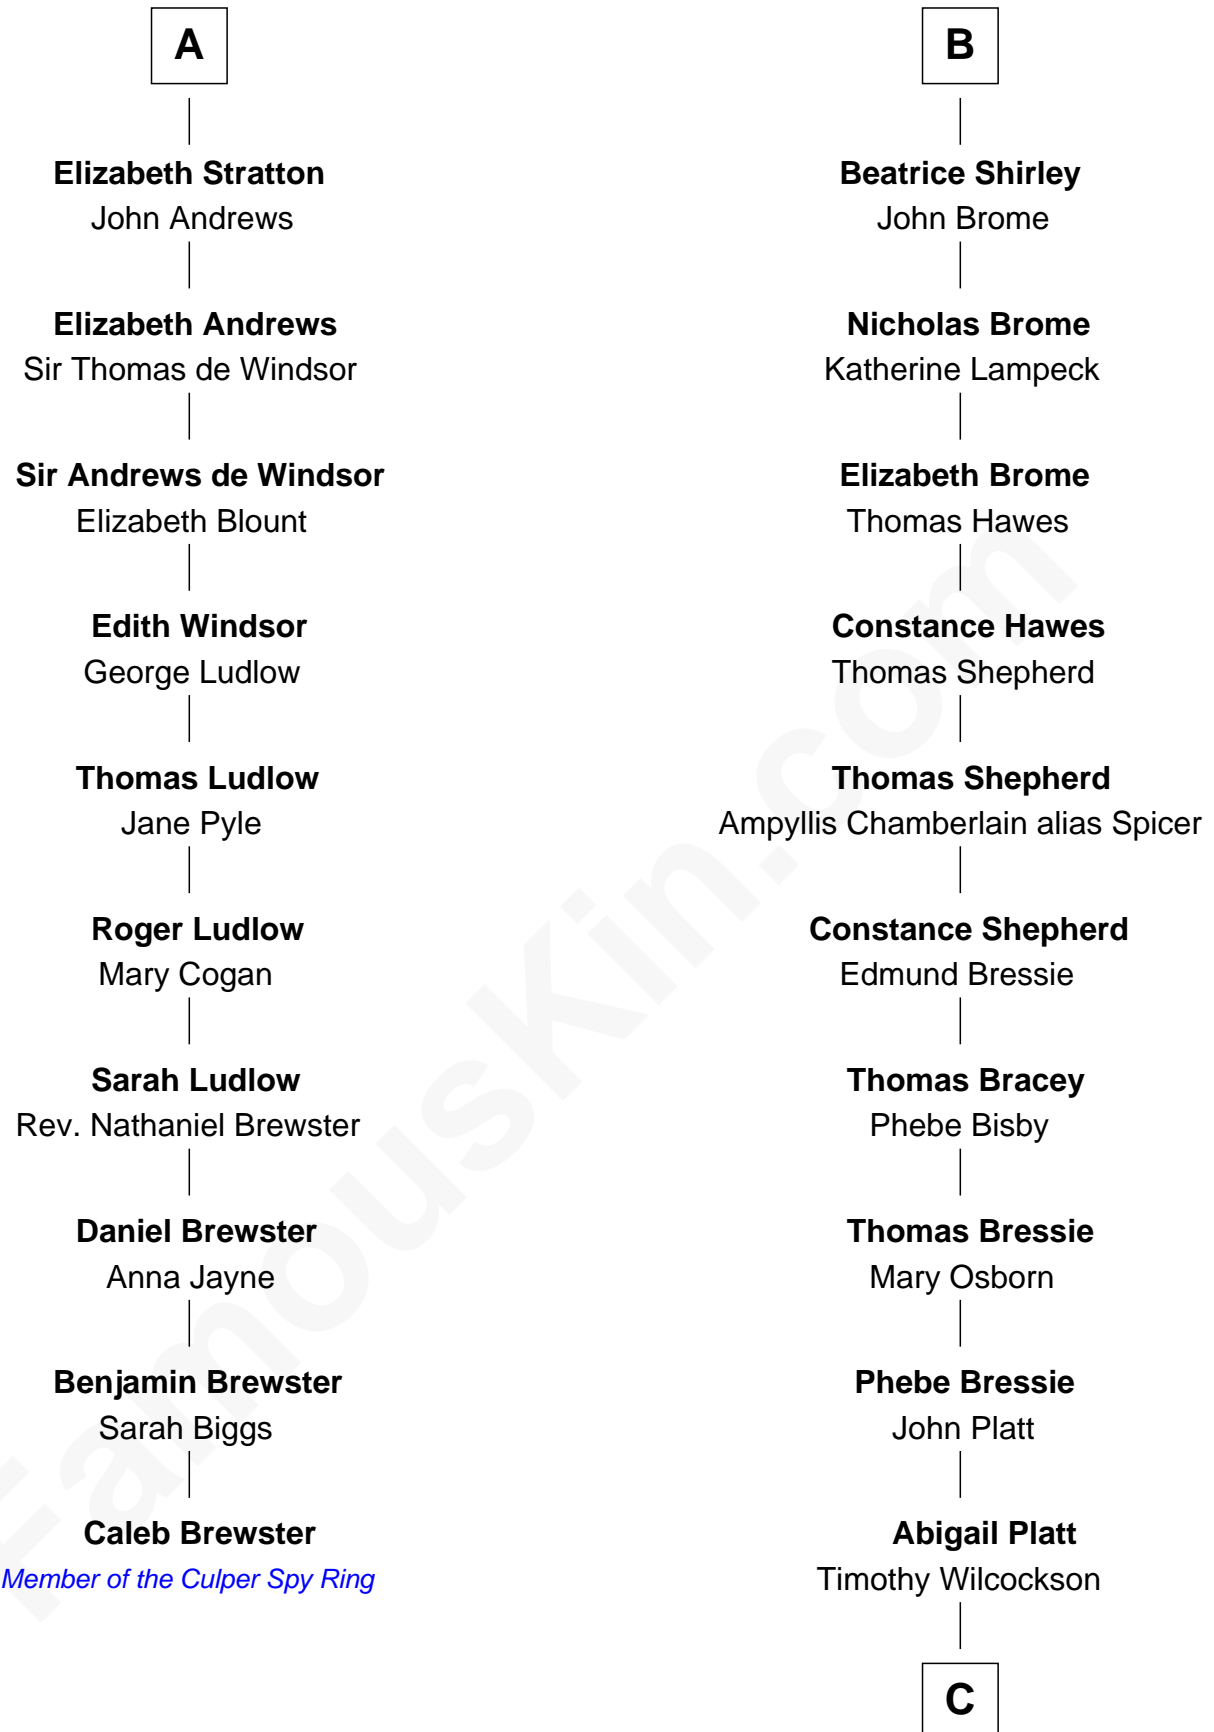 A
Elizabeth Stratton
John Andrews
Elizabeth Andrews
Sir Thomas de Windsor
Sir Andrews de Windsor
Elizabeth Blount
Edith Windsor
George Ludlow
Thomas Ludlow
Jane Pyle
Roger Ludlow
Mary Cogan
Sarah Ludlow
Rev. Nathaniel Brewster
Daniel Brewster
Anna Jayne
Benjamin Brewster
Sarah Biggs
Caleb Brewster
Member of the Culper Spy Ring
B
Beatrice Shirley
John Brome
Nicholas Brome
Katherine Lampeck
Elizabeth Brome
Thomas Hawes
Constance Hawes
Thomas Shepherd
Thomas Shepherd
Ampyllis Chamberlain alias Spicer
Constance Shepherd
Edmund Bressie
Thomas Bracey
Phebe Bisby
Thomas Bressie
Mary Osborn
Phebe Bressie
John Platt
Abigail Platt
Timothy Wilcockson
C
FamousKin.com